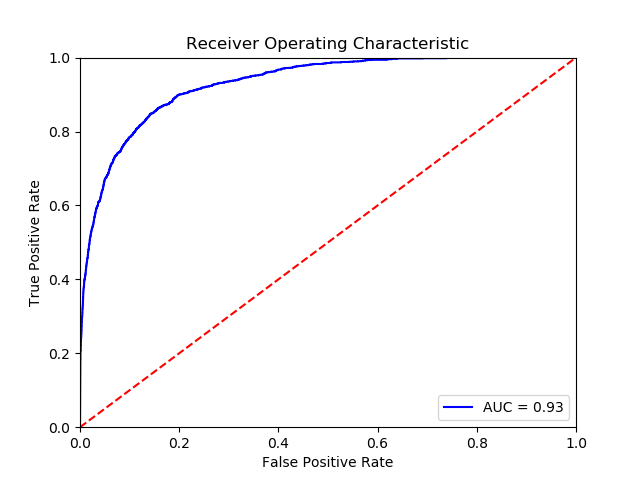 Receiver Operating Characteristic
1.0
0.8
0.6
0.4
0.2
0.0
True Positive Rate
AUC = 0.93
0.0 0.2 0.4 0.6 0.8 1.0
False Positive Rate